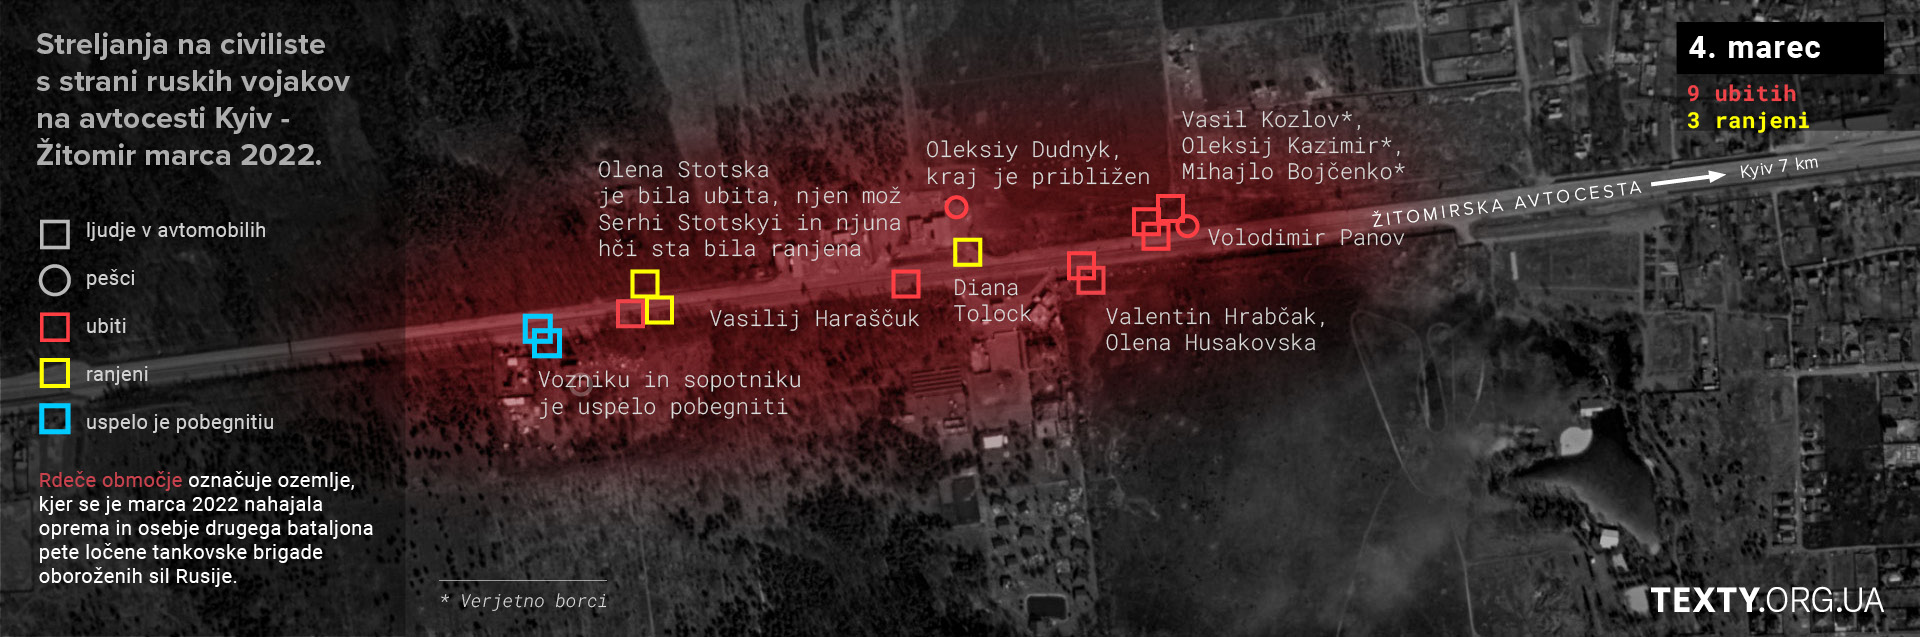 Streljanja na civiliste
s strani ruskih vojakov
na avtocesti Kyiv -
Žitomir marca 2022.
ljudje v avtomobilih
pešci
ubiti
ranjeni
uspelo je pobegnitiu
Rdeče območje označuje ozemlje,
kjer se je marca 2022 nahajala
oprema in osebje drugega bataljona
pete ločene tankovske brigade
oboroženih sil Rusije.
Olena Stotska
je bila ubita, njen mož
Serhi Stotskyi in njuna
hči sta bila ranjena
Vozniku in sopotniku
je uspelo pobegniti
Vasilij Haraščuk
Oleksiy Dudnyk,
kraj je približen
Diana
Tolock
Vasil Kozlov*,
Oleksij Kazimir*,
Mihajlo Bojčenko*
Volodimir Panov
Valentin Hrabčak,
Olena Husakovska
ŽITOMIRSKA AVTOCESTA
Kyiv 7 km
4. marec
9 ubitih
3 ranjeni
* Verjetno borci
TEXTY.ORG.UA